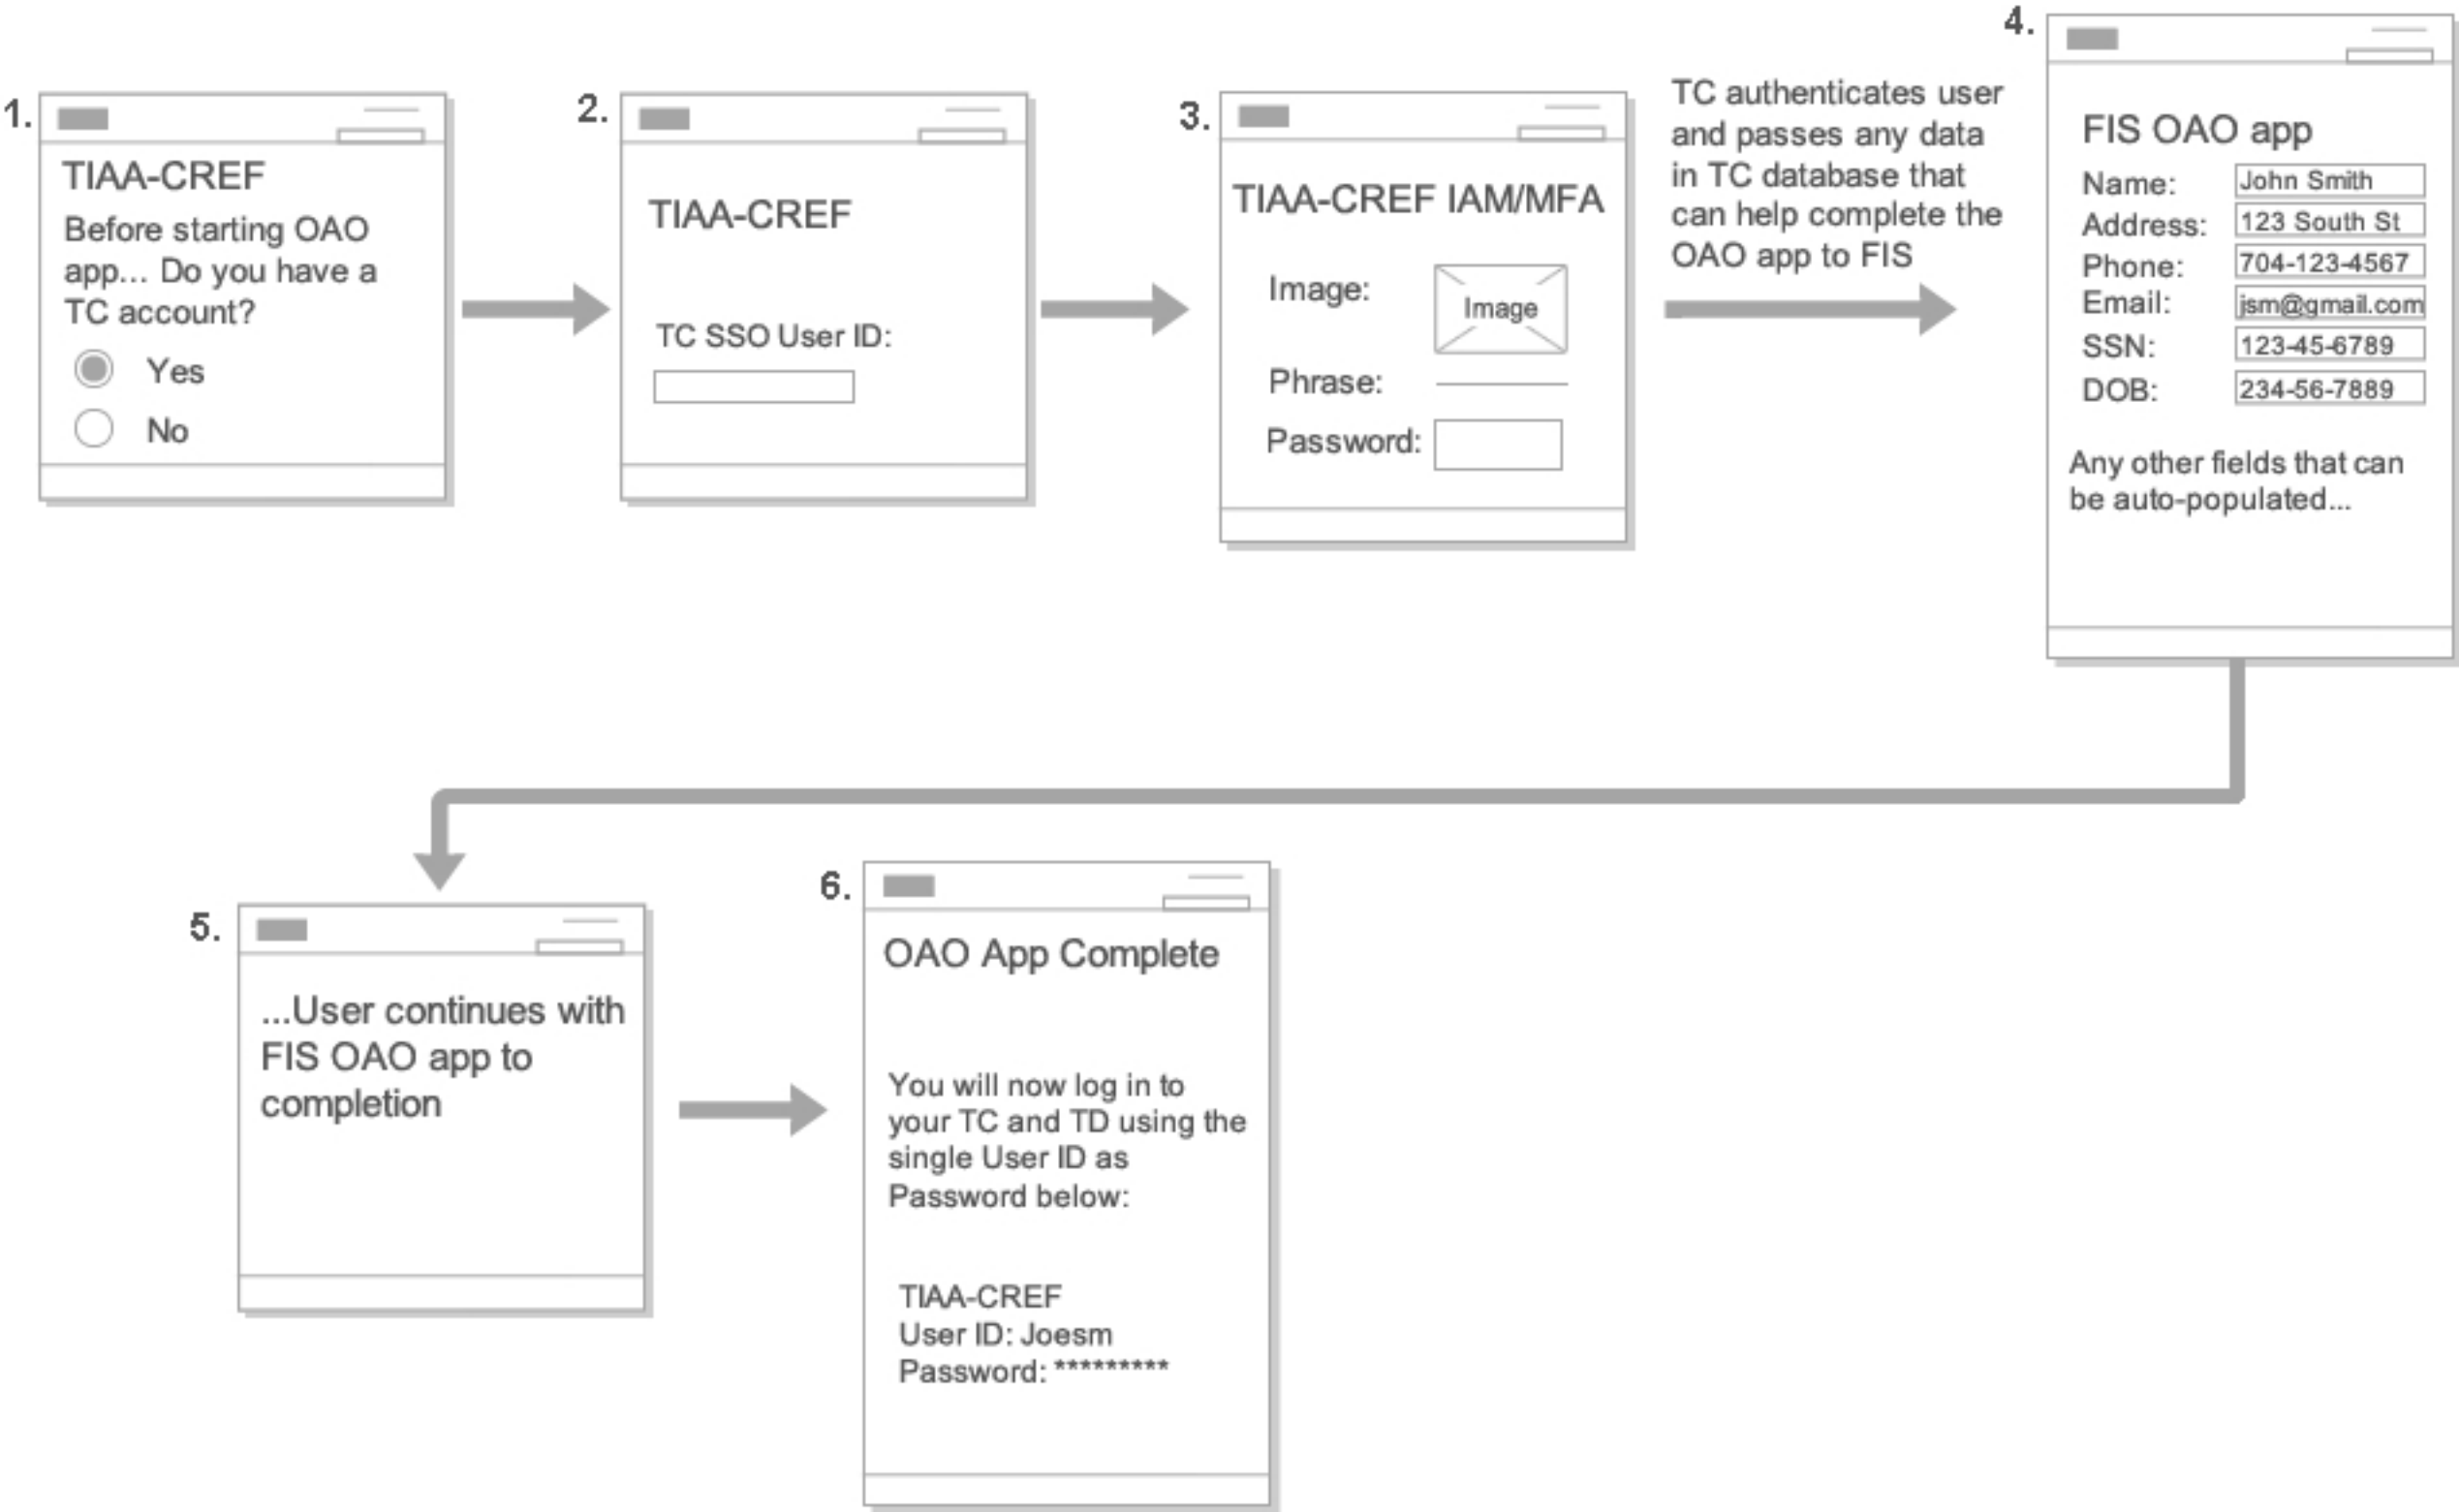 1.
TIAA-CREF
Before starting OAO
app... Do you have a
TC account?
Yes
No
2.
TIAA-CREF
TC SSO User ID:
3.
TIAA-CREF IAM/MFA
Image:
Image
Phrase:
Password:
TC authenticates user
and passes any data
in TC database that
can help complete the
OAO app to FIS
4.
FIS OAO app
Name: John Smith
Address: 123 South St
Phone: 704-123-4567
Email: jsm@gmail.com
SSN: 123-45-6789
DOB: 234-56-7889
Any other fields that can
be auto-populated...
5.
...User continues with
FIS OAO app to
completion
6.
OAO App Complete
You will now log in to
your TC and TD using the
single User ID as
Password below:
TIAA-CREF
User ID: Joesm
Password: *********